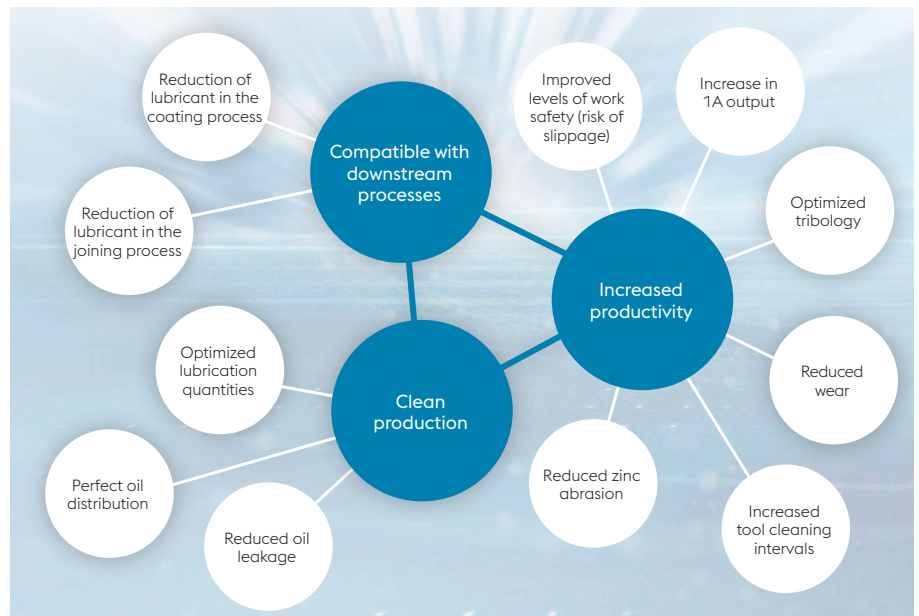 Reduction of
lubricant in the
coating process
Compatible with
downstream
processes
Reduction of
lubricant in the
joining process
Improved
levels of work
safety (risk of
slippage)
Increase in
1A output
Optimized
tribology
Increased
productivity
Reduced
wear
Optimized
lubrication
quantities
Clean
production
Perfect oil
distribution
Reduced oil
leakage
Reduced zinc
abrasion
Increased
tool cleaning
intervals